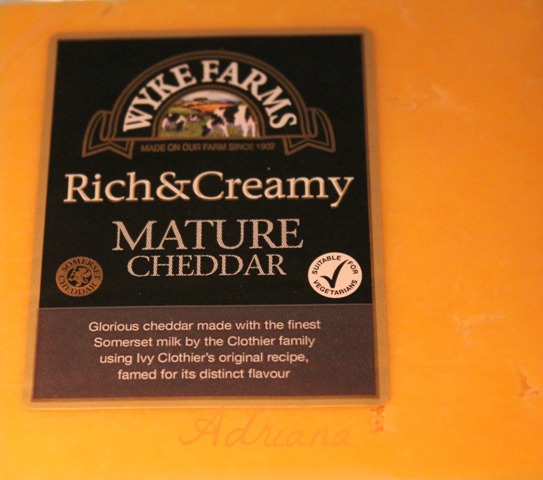 WYKE FARMS
MADE ON OUR FARM SINCE 1902
Rich&Creamy
MATURE
CHEDDAR
SOMERSET CHEDDAR
SUITABLE FOR VEGETARIANS
Glorious cheddar made with the finest
Somerset milk by the Clothier family
using Ivy Clothier's original recipe,
famed for its distinct flavour
Adriana